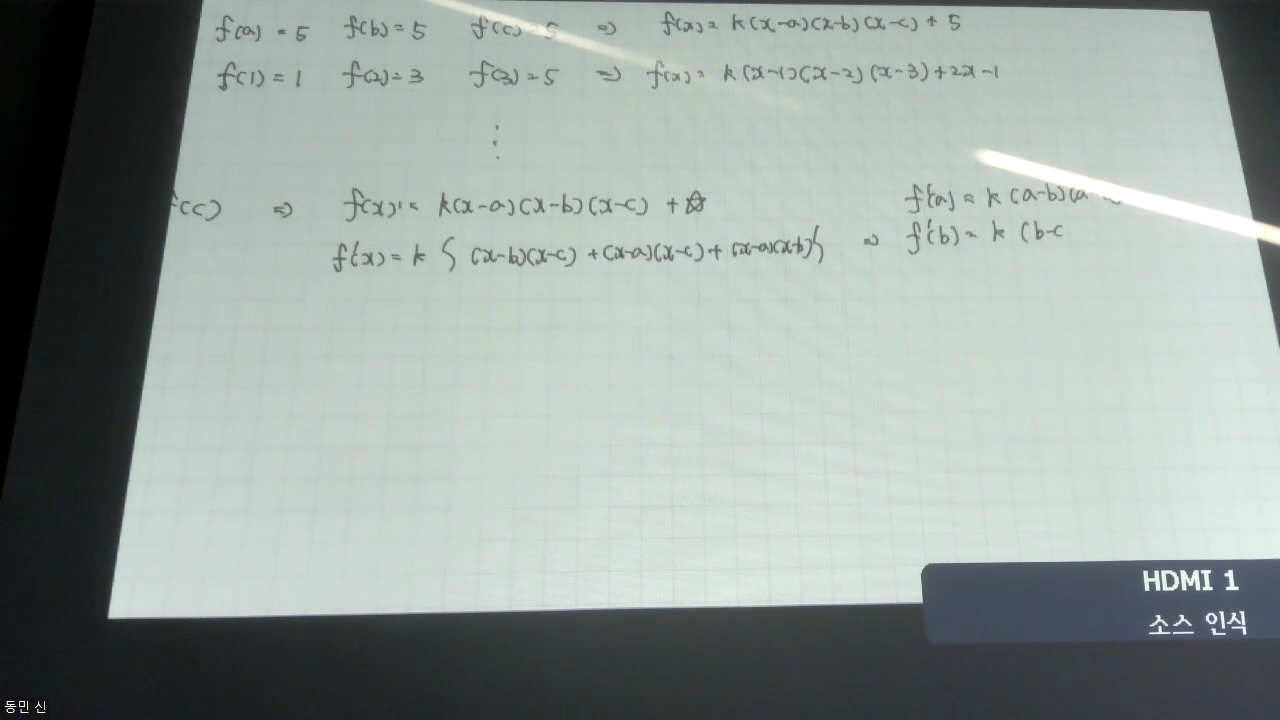 f(a) = 5 f(b) = 5 f(c) = 5 ⇒ f(x) = k(x-a)(x-b)(x-c) + 5
f(1) = 1 f(2) = 3 f(3) = 5 ⇒ f(x) = k(x-1)(x-2)(x-3) + 2x-1
⋮
f(c) ⇒ f(x) = k(x-a)(x-b)(x-c) + ☆
f'(a) = k (a-b)(a
f'(x) = k { (x-b)(x-c) + (x-a)(x-c) + (x-a)(x-b) } ⇒ f'(b) = k (b-c
HDMI 1
소스 인식
동민 신